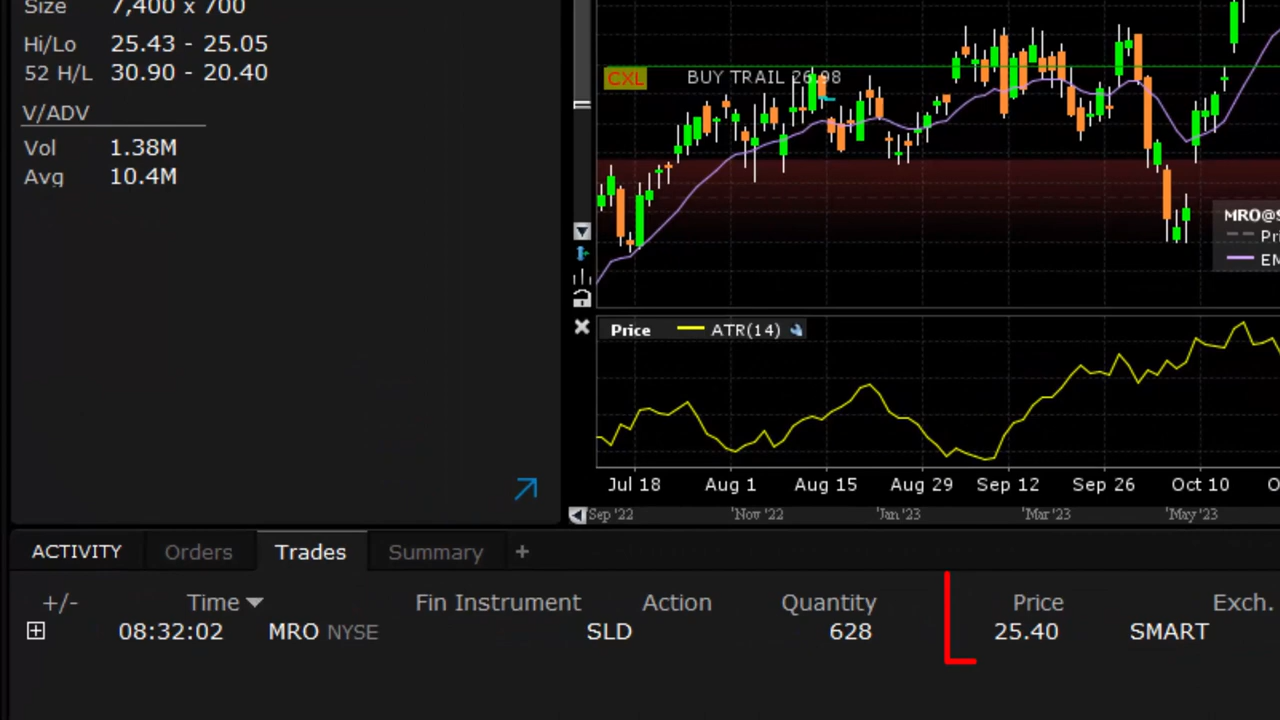 Size 7,400 x 700
Hi/Lo 25.43 - 25.05
52 H/L 30.90 - 20.40
V/ADV
Vol 1.38M
Avg 10.4M
CXL BUY TRAIL 26.98
MRO@S
Pri
EM
Price ATR(14)
Jul 18 Aug 1 Aug 15 Aug 29 Sep 12 Sep 26 Oct 10 O
Sep '22 'Nov '22 'Jan '23 'Mar '23 'May '23
ACTIVITY Orders Trades Summary +
+/- Time Fin Instrument Action Quantity Price Exch.
08:32:02 MRO NYSE SLD 628 25.40 SMART